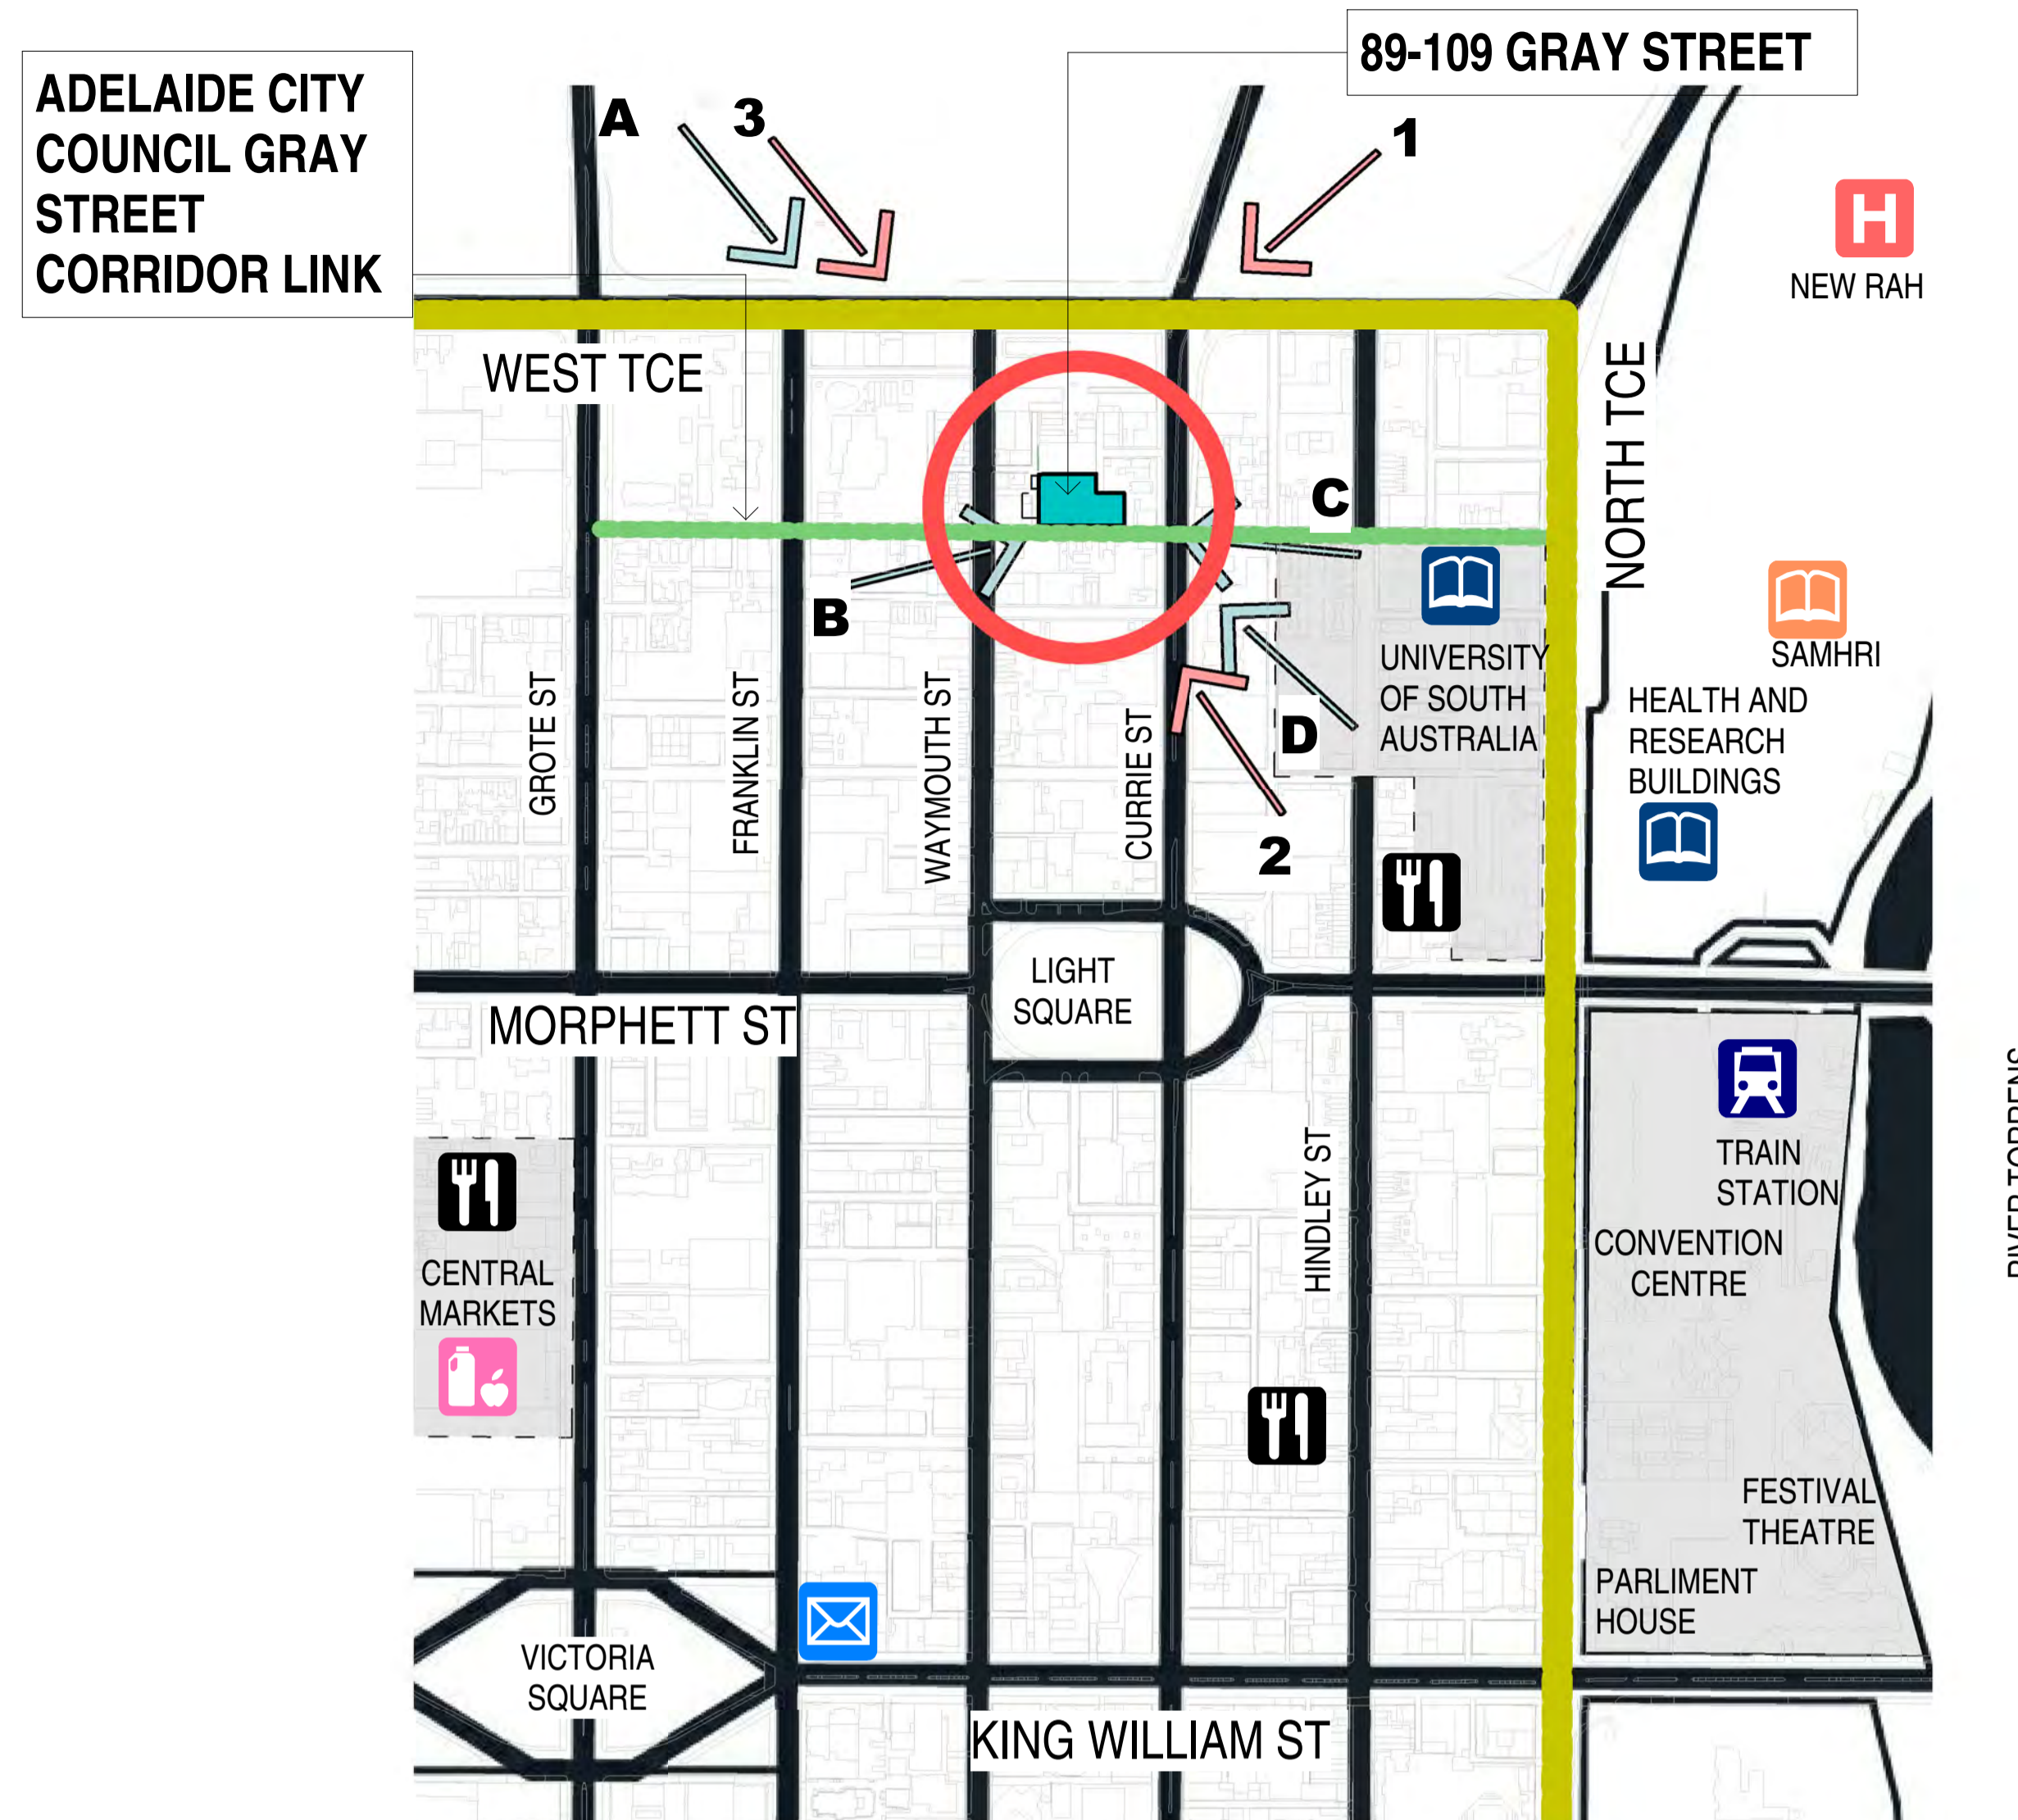 ADELAIDE CITY
COUNCIL GRAY
STREET
CORRIDOR LINK
89-109 GRAY STREET
A
3
1
H
NEW RAH
WEST TCE
NORTH TCE
C
B
UNIVERSITY
OF SOUTH
AUSTRALIA
SAMHRI
HEALTH AND
RESEARCH
BUILDINGS
GROTE ST
FRANKLIN ST
WAYMOUTH ST
CURRIE ST
D
2
LIGHT
SQUARE
MORPHETT ST
TRAIN
STATION
RIVER TORRENS
CONVENTION
CENTRE
HINDLEY ST
CENTRAL
MARKETS
FESTIVAL
THEATRE
PARLIMENT
HOUSE
VICTORIA
SQUARE
KING WILLIAM ST